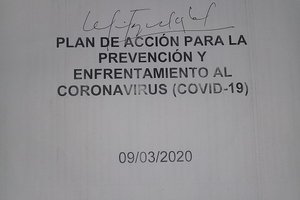 PLAN DE ACCIÓN PARA LA
PREVENCIÓN Y
ENFRENTAMIENTO AL
CORONAVIRUS (COVID-19)
09/03/2020